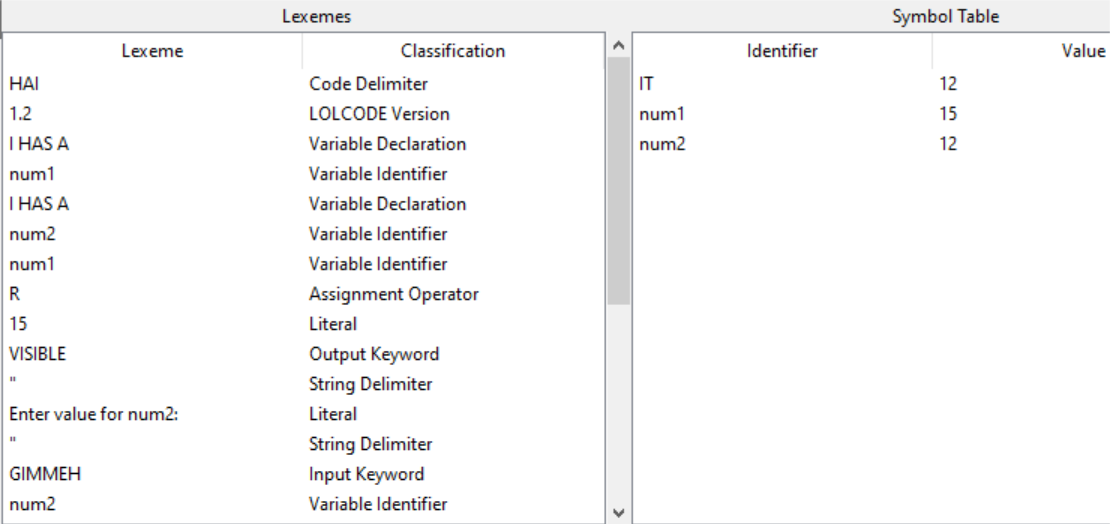 Lexemes Symbol Table
Lexeme Classification Identifier Value
HAI Code Delimiter IT 12
1.2 LOLCODE Version num1 15
I HAS A Variable Declaration num2 12
num1 Variable Identifier
I HAS A Variable Declaration
num2 Variable Identifier
num1 Variable Identifier
R Assignment Operator
15 Literal
VISIBLE Output Keyword
" String Delimiter
Enter value for num2: Literal
" String Delimiter
GIMMEH Input Keyword
num2 Variable Identifier